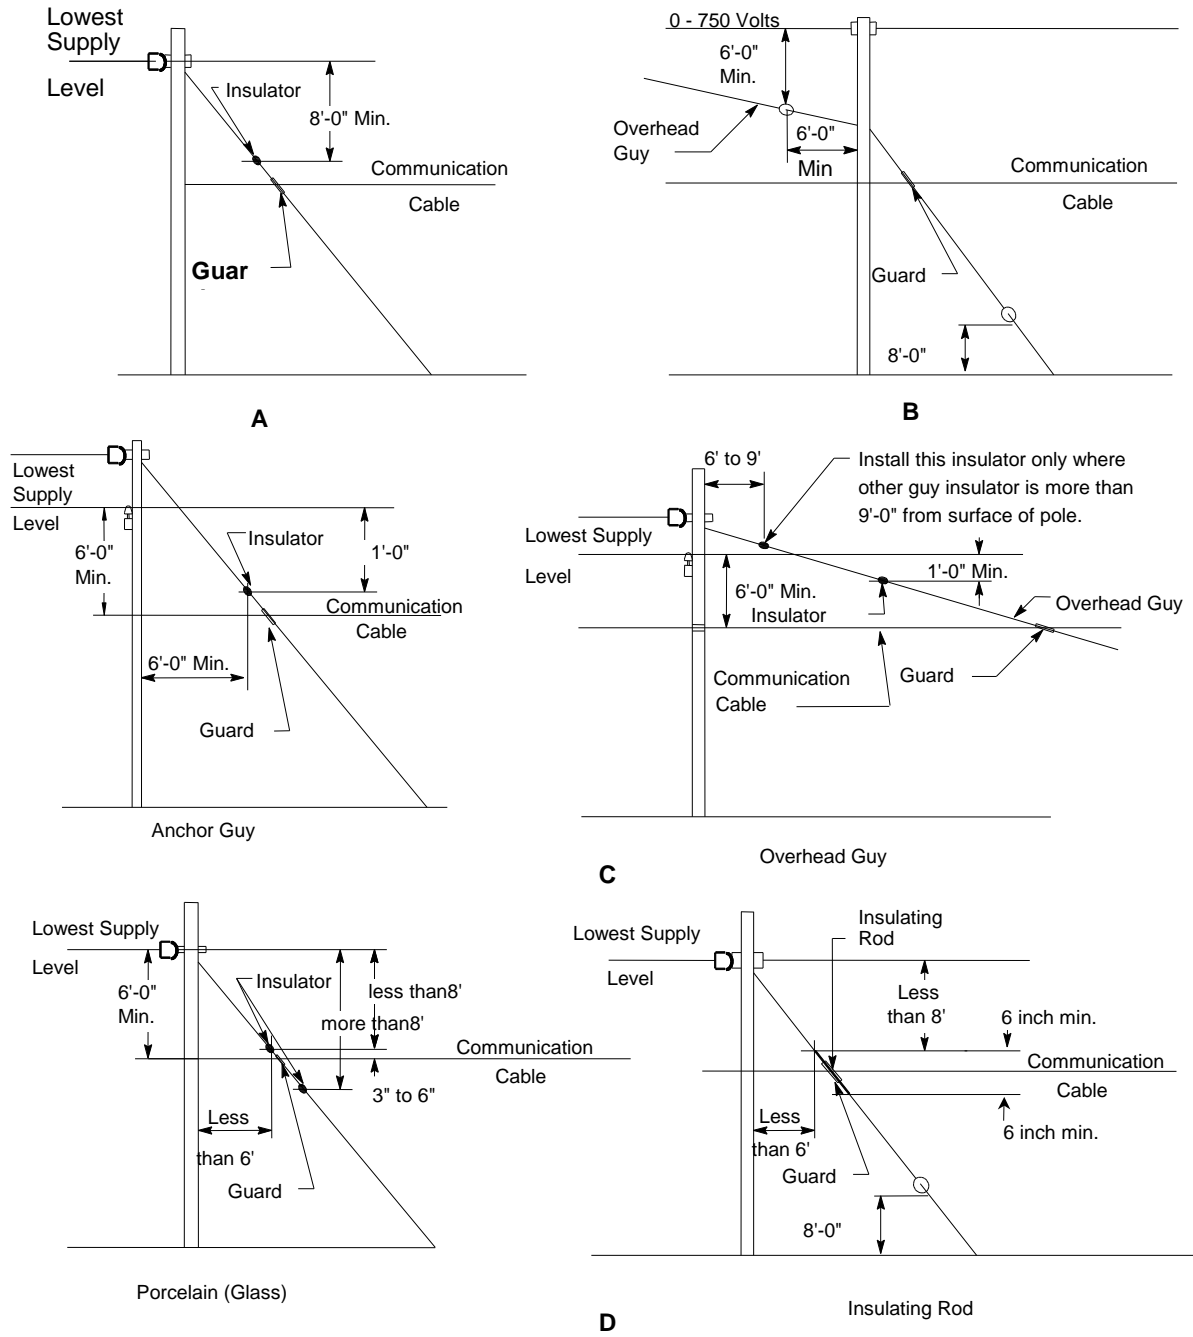 Lowest
Supply
Level
Insulator
8'-0" Min.
Communication
Cable
Guar
A
0 - 750 Volts
6'-0"
Min.
Overhead
Guy
6'-0"
Min
Communication
Cable
Guard
8'-0"
B
Lowest
Supply
Level
6'-0"
Min.
Insulator
1'-0"
Communication
Cable
6'-0" Min.
Guard
Anchor Guy
6' to 9'
Install this insulator only where
other guy insulator is more than
9'-0" from surface of pole.
Lowest Supply
Level
6'-0" Min.
Insulator
1'-0" Min.
Overhead Guy
Communication
Cable
Guard
Overhead Guy
C
Lowest Supply
Level
6'-0"
Min.
Insulator
less than8'
more than8'
Communication
Cable
3" to 6"
Less
than 6'
Guard
Porcelain (Glass)
Insulating
Rod
Lowest Supply
Level
Less
than 8'
6 inch min.
Communication
Cable
6 inch min.
Less
than 6'
Guard
8'-0"
Insulating Rod
D